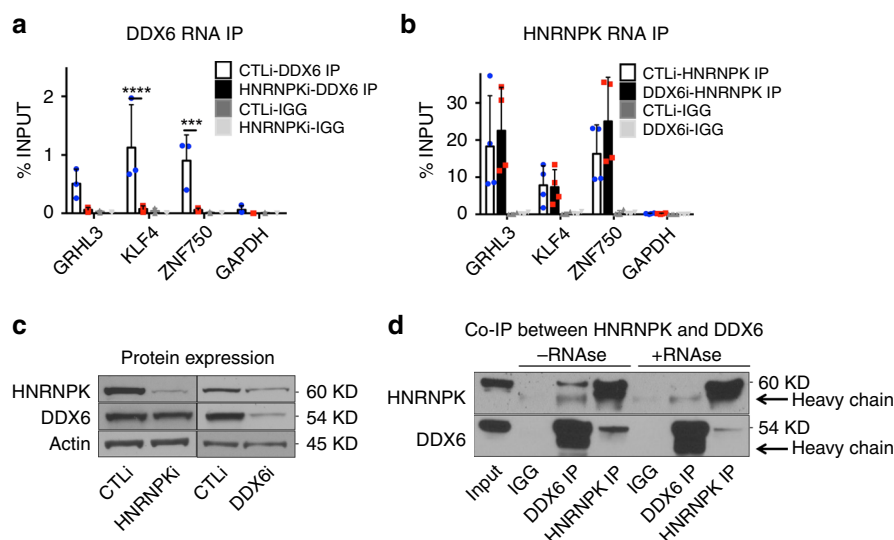 a
DDX6 RNA IP
CTLi-DDX6 IP
HNRNPKi-DDX6 IP
CTLi-IGG
HNRNPKi-IGG
% INPUT
2
1
0
****
***
GRHL3
KLF4
ZNF750
GAPDH
b
HNRNPK RNA IP
CTLi-HNRNPK IP
DDX6i-HNRNPK IP
CTLi-IGG
DDX6i-IGG
% INPUT
30
20
10
0
GRHL3
KLF4
ZNF750
GAPDH
c
Protein expression
HNRNPK
60 KD
DDX6
54 KD
Actin
45 KD
CTLi
HNRNPKi
CTLi
DDX6i
d
Co-IP between HNRNPK and DDX6
–RNAse
+RNAse
HNRNPK
60 KD
Heavy chain
DDX6
54 KD
Heavy chain
Input
IGG
DDX6 IP
HNRNPK IP
IGG
DDX6 IP
HNRNPK IP